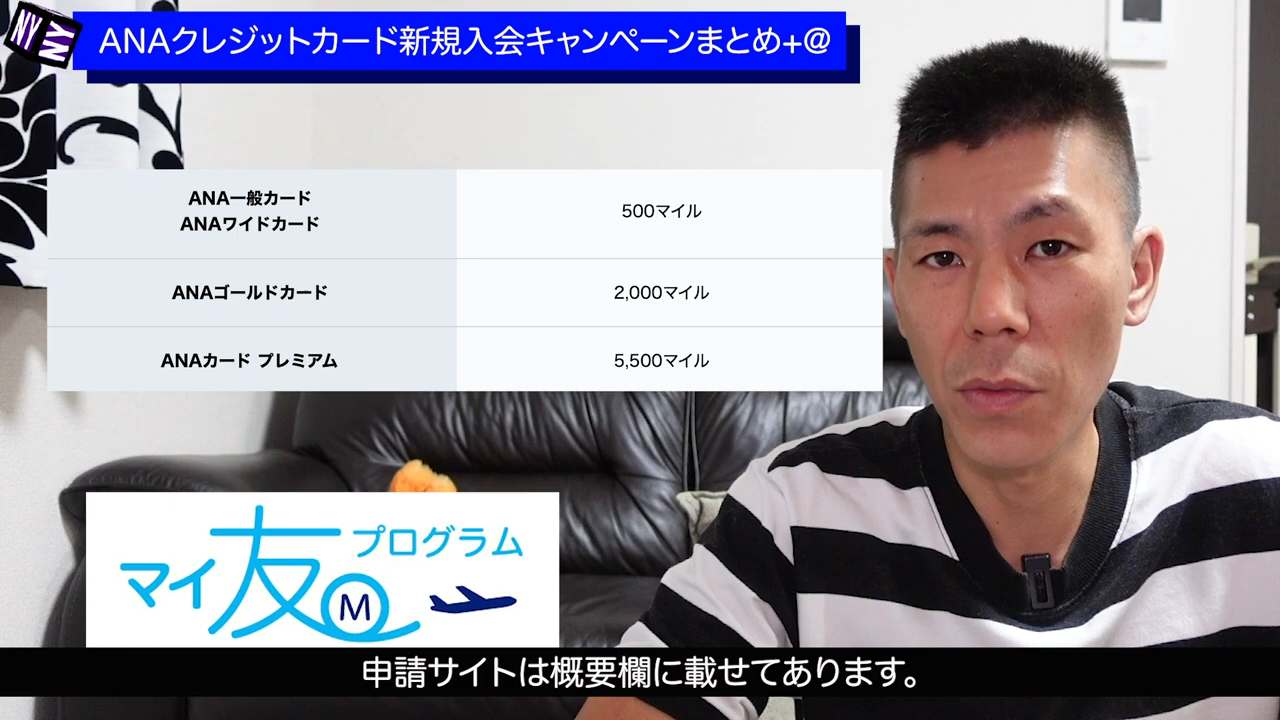 NY
NY
ANAクレジットカード新規入会キャンペーンまとめ+@
ANA一般カード
ANAワイドカード
500マイル
ANAゴールドカード
2,000マイル
ANAカード プレミアム
5,500マイル
マイ友プログラム
M
申請サイトは概要欄に載せてあります。